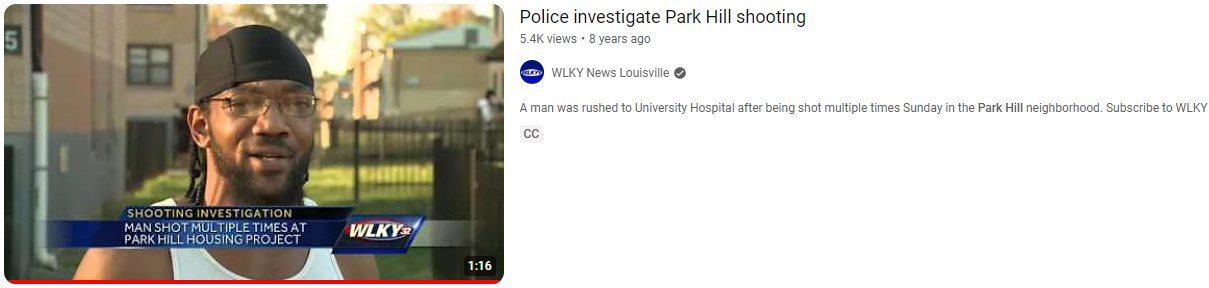 5
SHOOTING INVESTIGATION
MAN SHOT MULTIPLE TIMES AT
PARK HILL HOUSING PROJECT
WLKY 32
1:16
Police investigate Park Hill shooting
5.4K views • 8 years ago
WLKY
WLKY News Louisville
A man was rushed to University Hospital after being shot multiple times Sunday in the Park Hill neighborhood. Subscribe to WLKY
CC